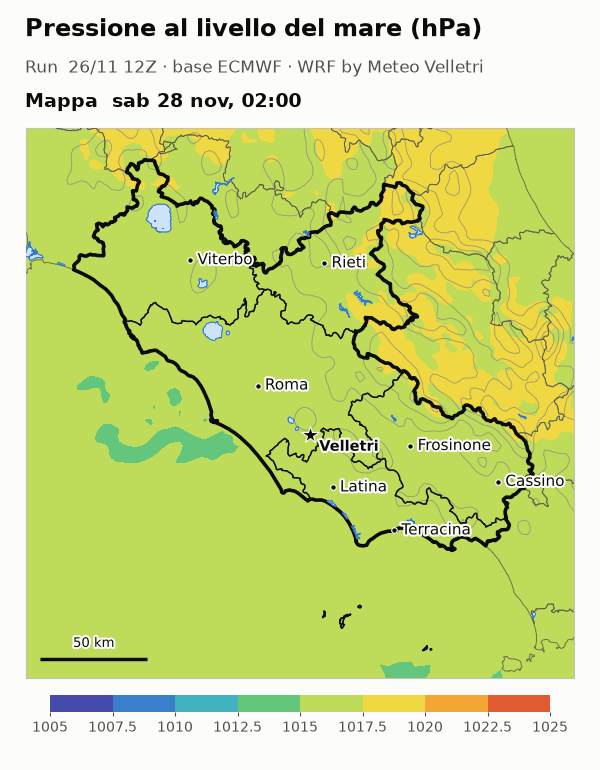 Pressione al livello del mare (hPa)
Run  26/11 12Z · base ECMWF · WRF by Meteo Velletri
Mappa  sab 28 nov, 02:00
Viterbo
Rieti
Roma
Velletri
Frosinone
Cassino
Latina
Terracina
50 km
1005 1007.5 1010 1012.5 1015 1017.5 1020 1022.5 1025